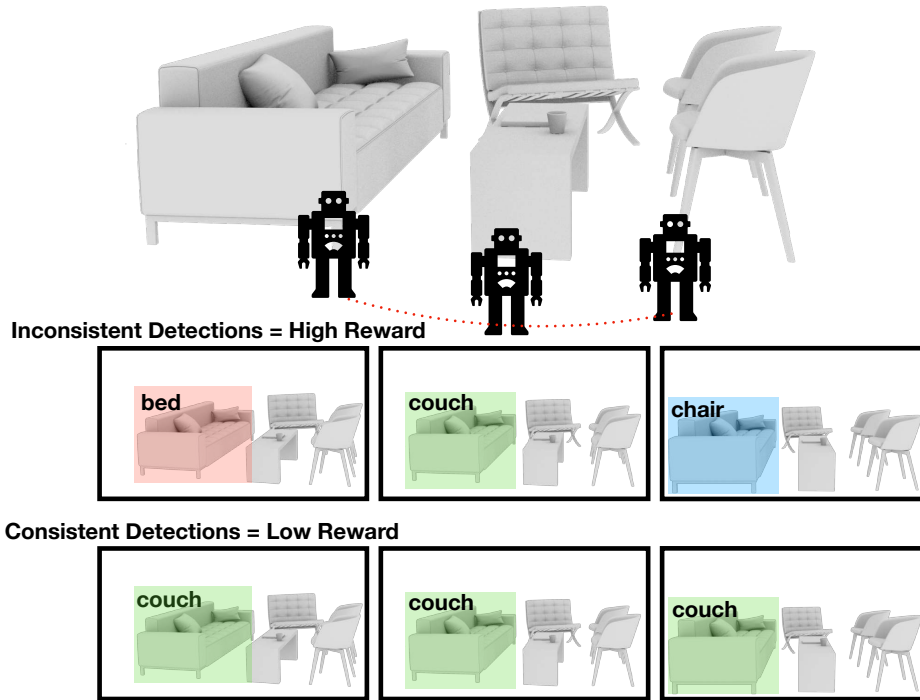 Inconsistent Detections = High Reward
bed
couch
chair
Consistent Detections = Low Reward
couch
couch
couch